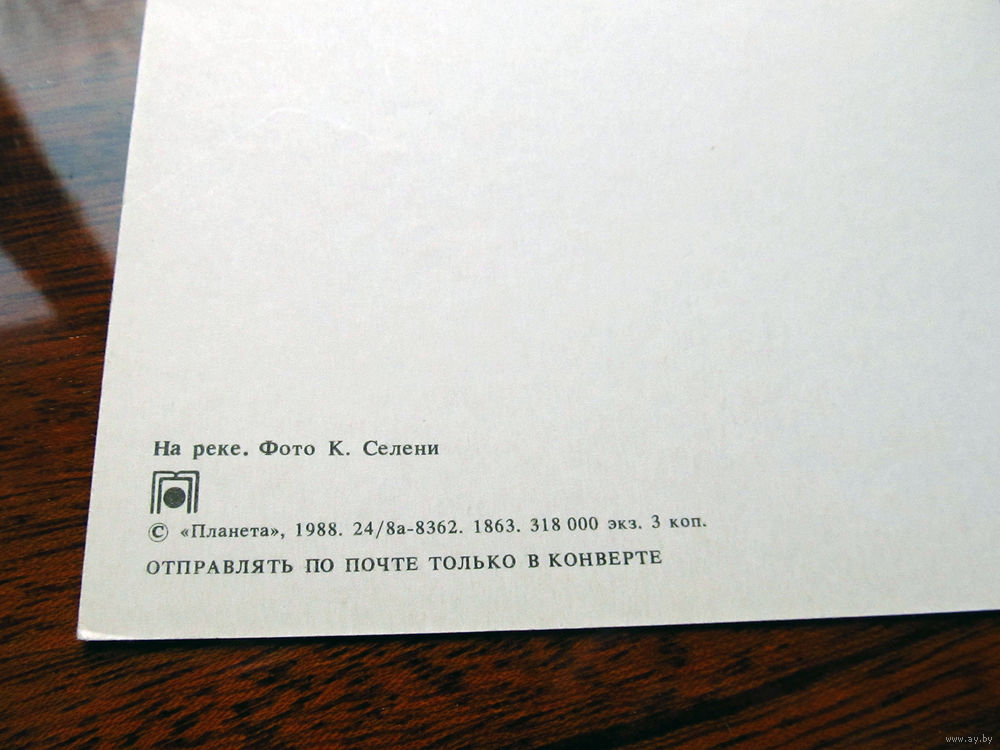 На реке. Фото К. Селени
© «Планета», 1988. 24/8а-8362. 1863. 318 000 экз. 3 коп.
ОТПРАВЛЯТЬ ПО ПОЧТЕ ТОЛЬКО В КОНВЕРТЕ
www.ay.by